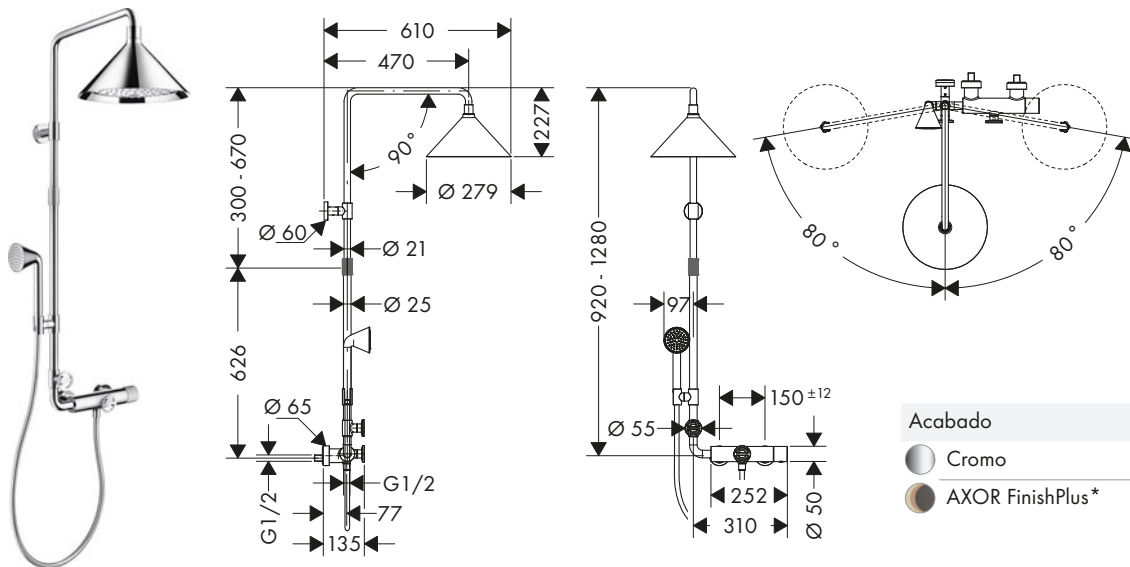 610
470
227
90°
300 - 670
Ø 279
Ø 60
Ø 21
Ø 25
626
Ø 65
G1/2
G1/2
77
135
920 - 1280
97
150 ±12
Ø 55
252
310
Ø 50
80°
80°
Acabado
Cromo
AXOR FinishPlus*